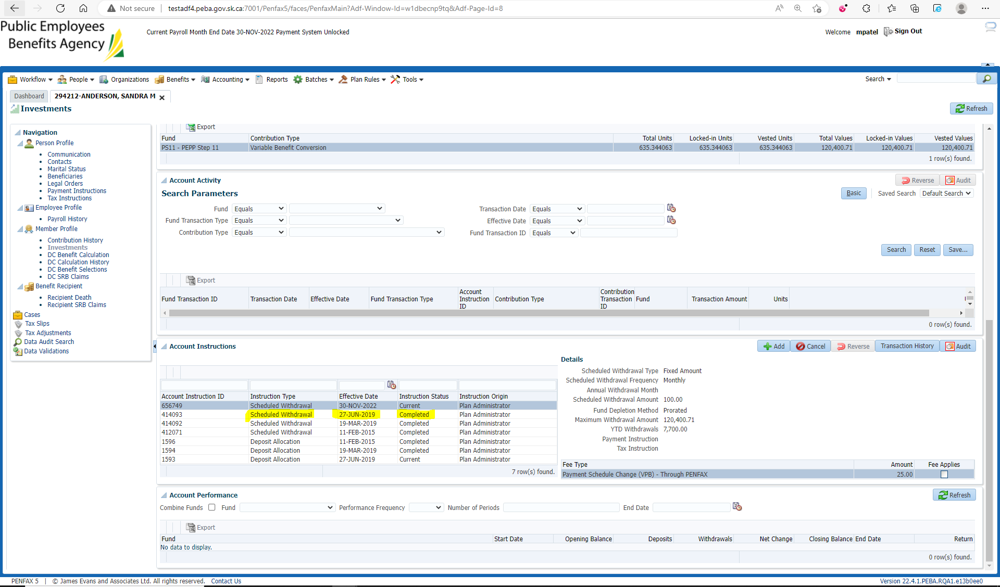 Not secure | testadf4.peba.gov.sk.ca:7001/Penfax5/faces/PenfaxMain?Adf-Window-Id=w1dbecnp9tq&Adf-Page-Id=8
Public Employees
Benefits Agency
Current Payroll Month End Date 30-NOV-2022 Payment System Unlocked
Welcome mpatel Sign Out
Workflow People Organizations Benefits Accounting Reports Batches Plan Rules Tools Search
Dashboard 294212-ANDERSON, SANDRA M
Investments
Refresh
Navigation
Person Profile
Communication
Contacts
Marital Status
Beneficiaries
Legal Orders
Payment Instructions
Tax Instructions
Employee Profile
Payroll History
Member Profile
Contribution History
Investments
DC Benefit Calculation
DC Calculation History
DC Benefit Selections
DC SRB Claims
Benefit Recipient
Recipient Death
Recipient SRB Claims
Cases
Tax Slips
Tax Adjustments
Data Audit Search
Data Validations
Export
Fund Contribution Type Total Units Locked-in Units Vested Units Total Values Locked-in Values Vested Values
PS11 - PEPP Step 11 Variable Benefit Conversion 635.344063 635.344063 635.344063 120,400.71 120,400.71 120,400.71
1 row(s) found.
Account Activity Reverse Audit
Search Parameters Basic Saved Search Default Search
Fund Equals Transaction Date Equals
Fund Transaction Type Equals Effective Date Equals
Contribution Type Equals Fund Transaction ID Equals
Search Reset Save...
Export
Fund Transaction ID Transaction Date Effective Date Fund Transaction Type Account Instruction ID Contribution Type Contribution Transaction ID Fund Transaction Amount Units
0 row(s) found.
Account Instructions Add Cancel Reverse Transaction History Audit
Account Instruction ID Instruction Type Effective Date Instruction Status Instruction Origin
656749 Scheduled Withdrawal 30-NOV-2022 Current Plan Administrator
414093 Scheduled Withdrawal 27-JUN-2019 Completed Plan Administrator
414092 Scheduled Withdrawal 19-MAR-2019 Completed Plan Administrator
412071 Scheduled Withdrawal 11-FEB-2015 Completed Plan Administrator
1596 Deposit Allocation 11-FEB-2015 Completed Plan Administrator
1594 Deposit Allocation 19-MAR-2019 Completed Plan Administrator
1593 Deposit Allocation 27-JUN-2019 Current Plan Administrator
7 row(s) found.
Details
Scheduled Withdrawal Type Fixed Amount
Scheduled Withdrawal Frequency Monthly
Annual Withdrawal Month
Scheduled Withdrawal Amount 100.00
Fund Depletion Method Prorated
Maximum Withdrawal Amount 120,400.71
YTD Withdrawals 7,700.00
Payment Instruction
Tax Instruction
Fee Type Amount Fee Applies
Payment Schedule Change (VPB) - Through PENFAX 25.00
Account Performance Refresh
Combine Funds Fund Performance Frequency Number of Periods End Date
Export
Fund Start Date Opening Balance Deposits Withdrawals Net Change Closing Balance End Date Return
No data to display.
0 row(s) found.
PENFAX 5 | © James Evans and Associates Ltd. All rights reserved. Contact Us
Version 22.4.1.PEBA.RQA1.e13b0ee0